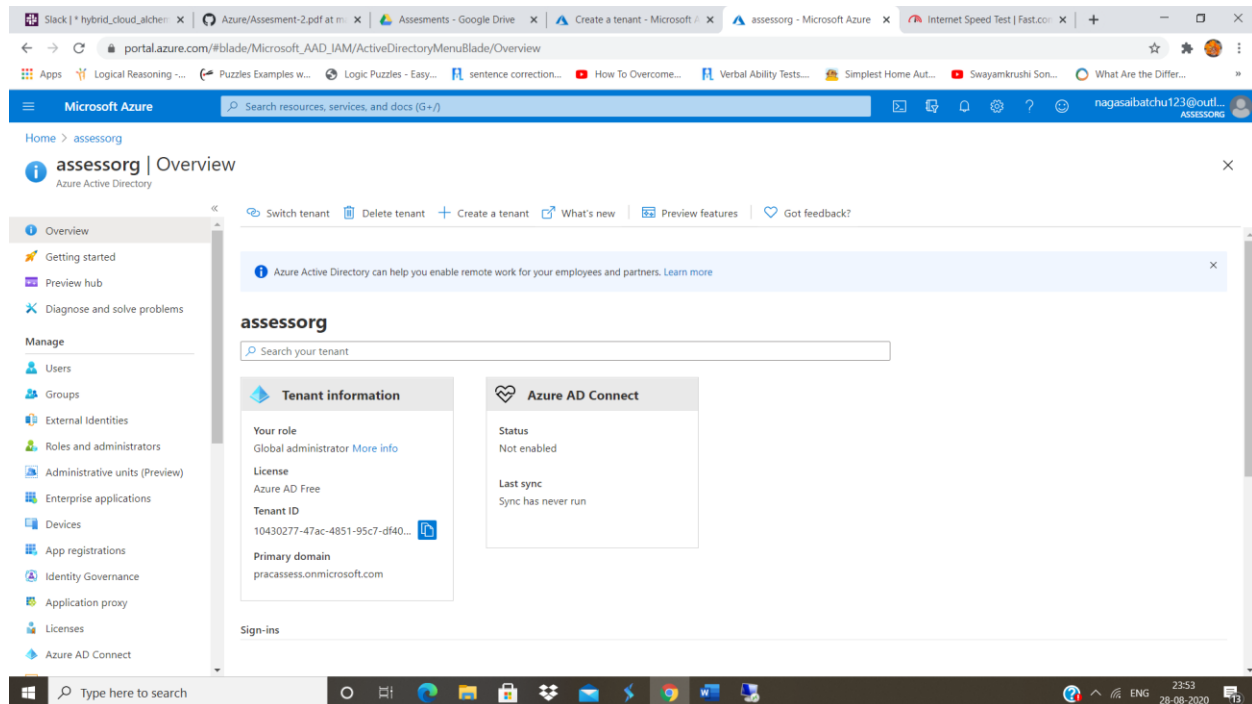 Slack | * hybrid_cloud_alchem
Azure/Assesment-2.pdf at m
Assesments - Google Drive
Create a tenant - Microsoft A
assessorg - Microsoft Azure
Internet Speed Test | Fast.com
portal.azure.com/#blade/Microsoft_AAD_IAM/ActiveDirectoryMenuBlade/Overview
Apps
Logical Reasoning -...
Puzzles Examples w...
Logic Puzzles - Easy...
sentence correction...
How To Overcome...
Verbal Ability Tests...
Simplest Home Aut...
Swayamkrushi Son...
What Are the Differ...
»
Microsoft Azure
Search resources, services, and docs (G+/)
nagasaibatchu123@outl...
ASSESSORG
Home > assessorg
assessorg | Overview
Azure Active Directory
«
Switch tenant
Delete tenant
Create a tenant
What's new
Preview features
Got feedback?
Overview
Getting started
Preview hub
Diagnose and solve problems
Manage
Users
Groups
External Identities
Roles and administrators
Administrative units (Preview)
Enterprise applications
Devices
App registrations
Identity Governance
Application proxy
Licenses
Azure AD Connect
Azure Active Directory can help you enable remote work for your employees and partners. Learn more
assessorg
Search your tenant
Tenant information
Your role
Global administrator More info
License
Azure AD Free
Tenant ID
10430277-47ac-4851-95c7-df40...
Primary domain
pracassess.onmicrosoft.com
Azure AD Connect
Status
Not enabled
Last sync
Sync has never run
Sign-ins
Type here to search
ENG
23:53
28-08-2020
13